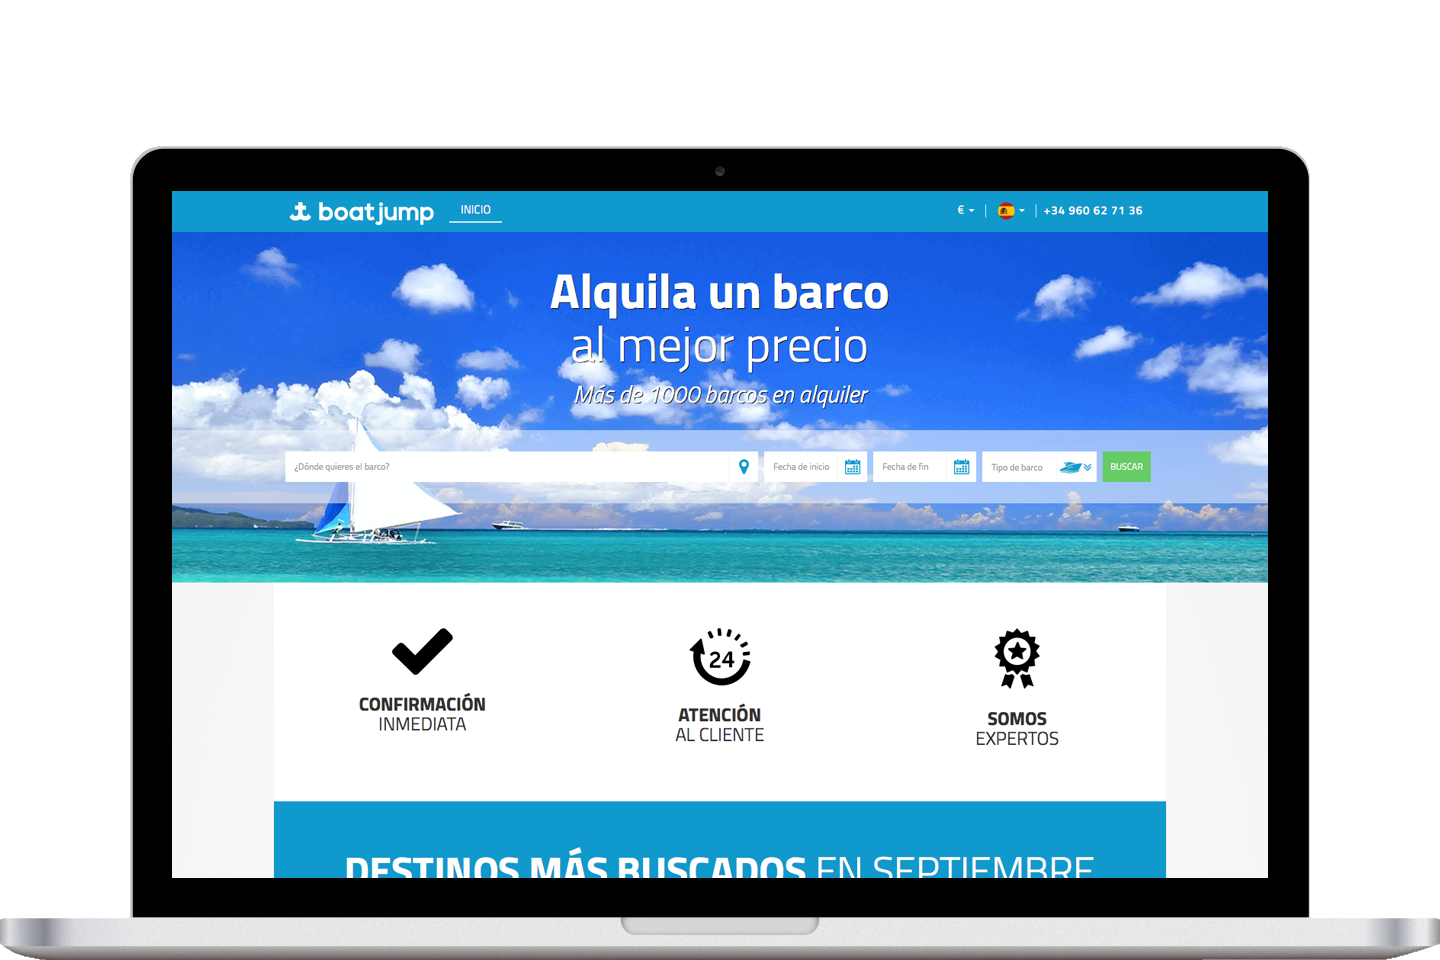 boatjump
INICIO
€
+34 960 62 71 36
Alquila un barco
al mejor precio
Más de 1000 barcos en alquiler
¿Dónde quieres el barco?
Fecha de inicio
Fecha de fin
Tipo de barco
BUSCAR
24
CONFIRMACIÓN
INMEDIATA
ATENCIÓN
AL CLIENTE
SOMOS
EXPERTOS
DESTINOS MÁS BUSCADOS EN SEPTIEMBRE